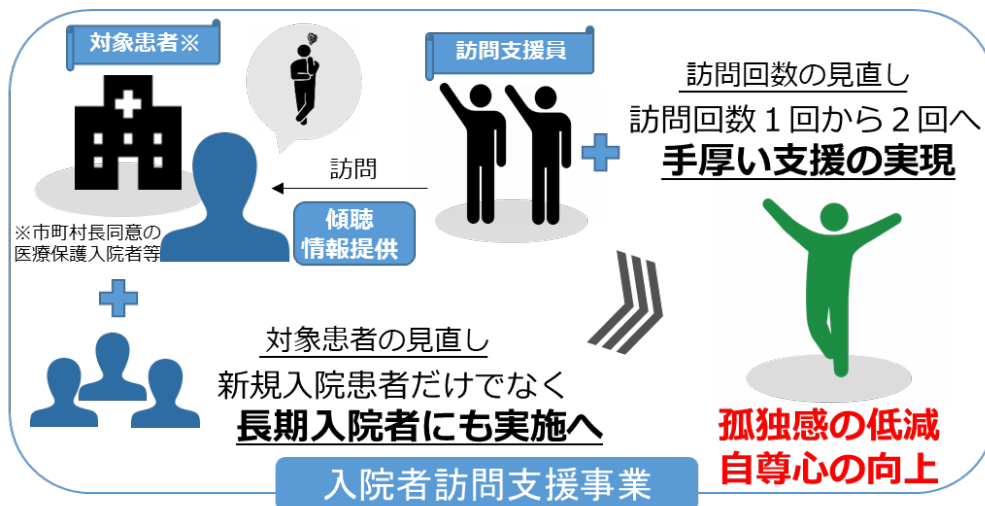 対象患者※
訪問支援員
訪問回数の見直し
訪問回数１回から２回へ
手厚い支援の実現
訪問
傾聴
情報提供
※市町村長同意の
医療保護入院者等
対象患者の見直し
新規入院患者だけでなく
長期入院者にも実施へ
孤独感の低減
自尊心の向上
入院者訪問支援事業